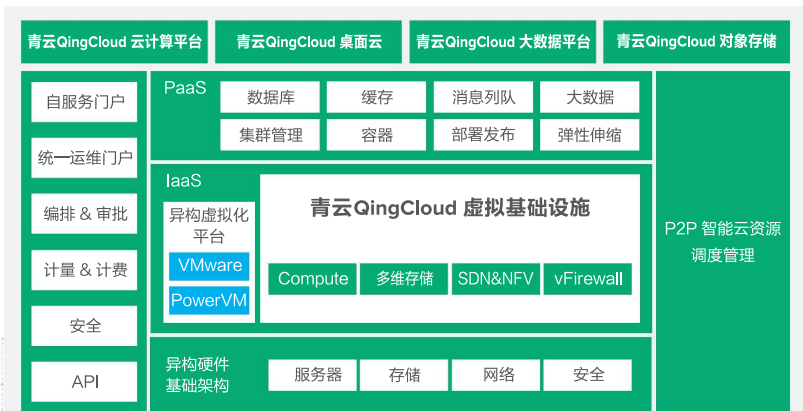 青云QingCloud 云计算平台
青云QingCloud 桌面云
青云QingCloud 大数据平台
青云QingCloud 对象存储
自服务门户
统一运维门户
编排 & 审批
计量 & 计费
安全
API
PaaS
数据库
缓存
消息列队
大数据
集群管理
容器
部署发布
弹性伸缩
IaaS
异构虚拟化
平台
VMware
PowerVM
青云QingCloud 虚拟基础设施
Compute
多维存储
SDN&NFV
vFirewall
异构硬件
基础架构
服务器
存储
网络
安全
P2P 智能云资源
调度管理